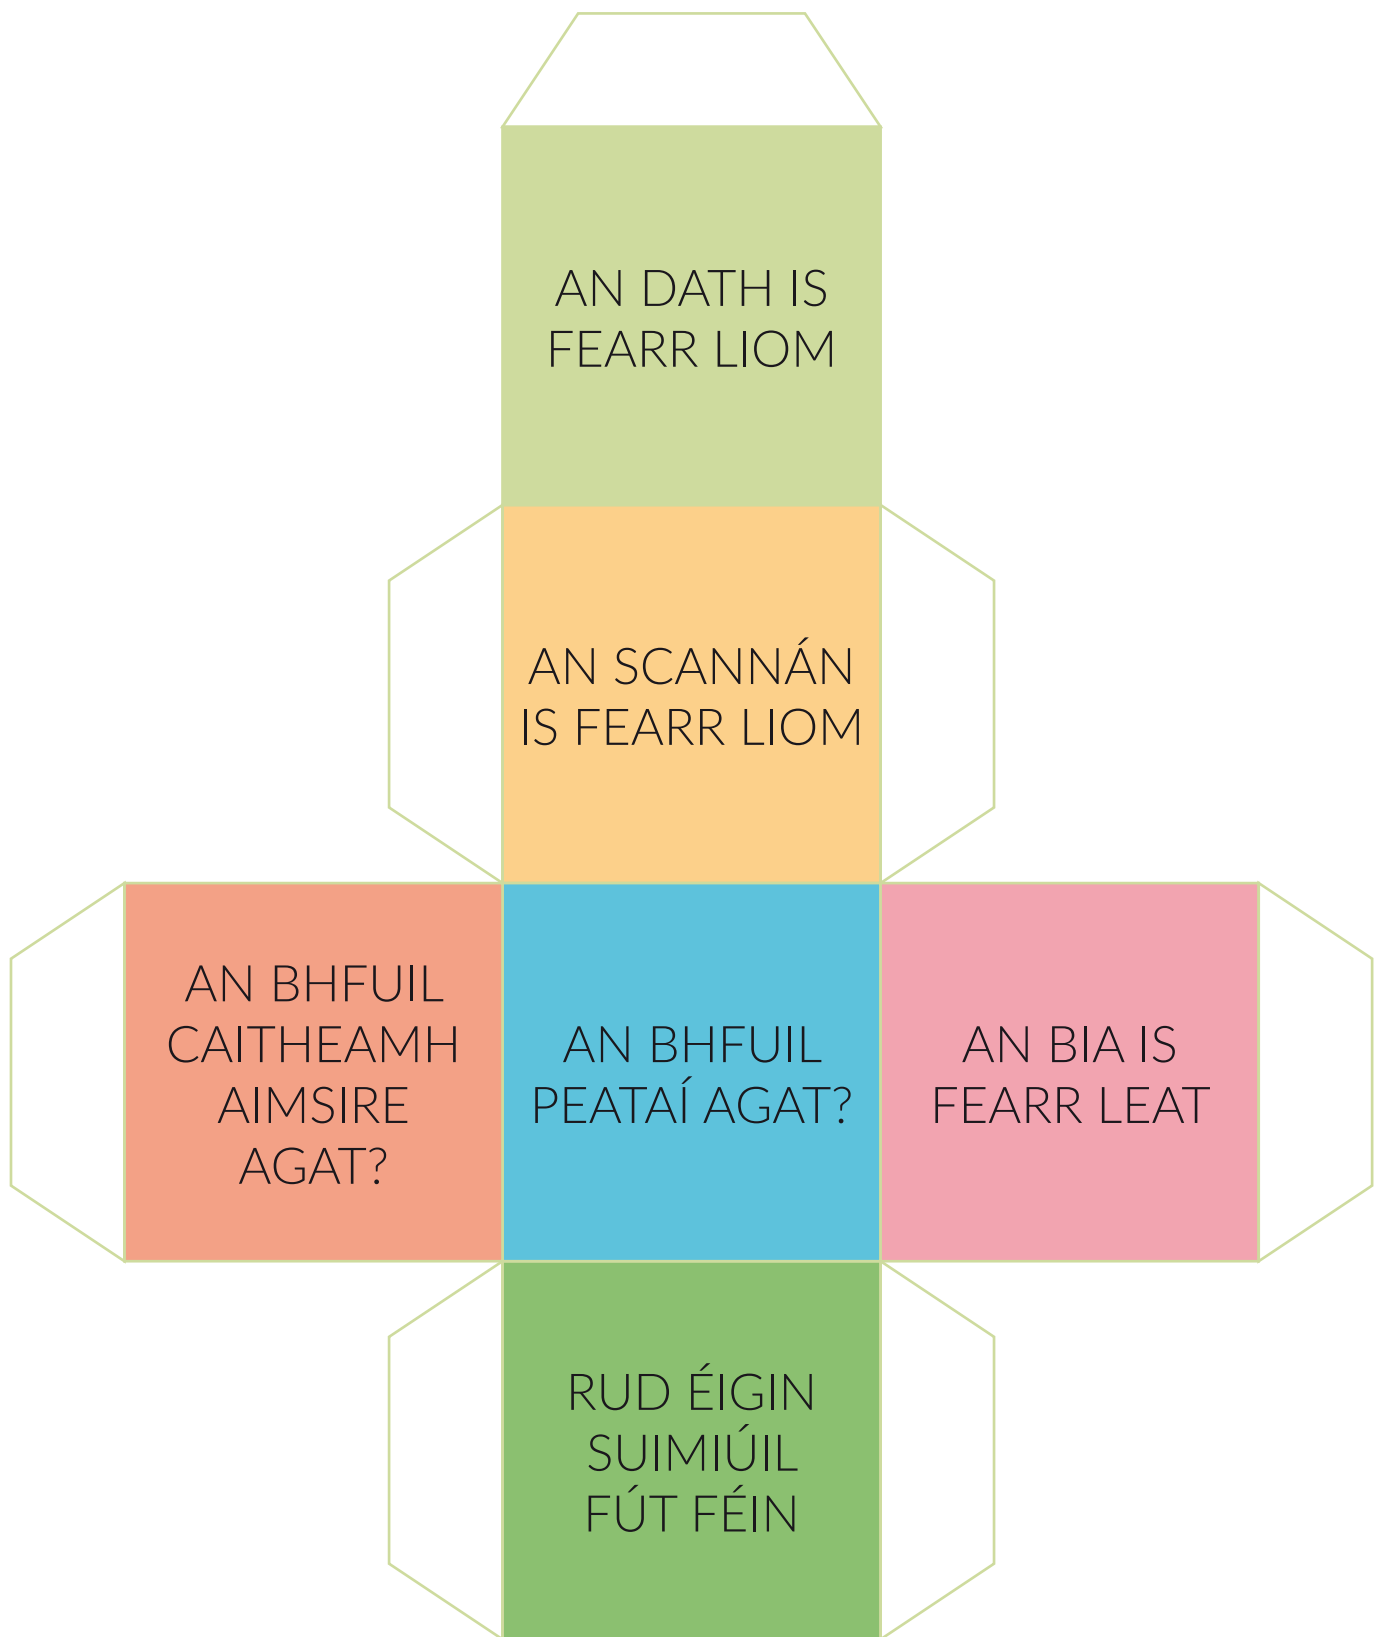 AN DATH IS
FEARR LIOM
AN SCANNÁN
IS FEARR LIOM
AN BHFUIL
CAITHEAMH
AIMSIRE
AGAT?
AN BHFUIL
PEATAÍ AGAT?
AN BIA IS
FEARR LEAT
RUD ÉIGIN
SUIMIÚIL
FÚT FÉIN